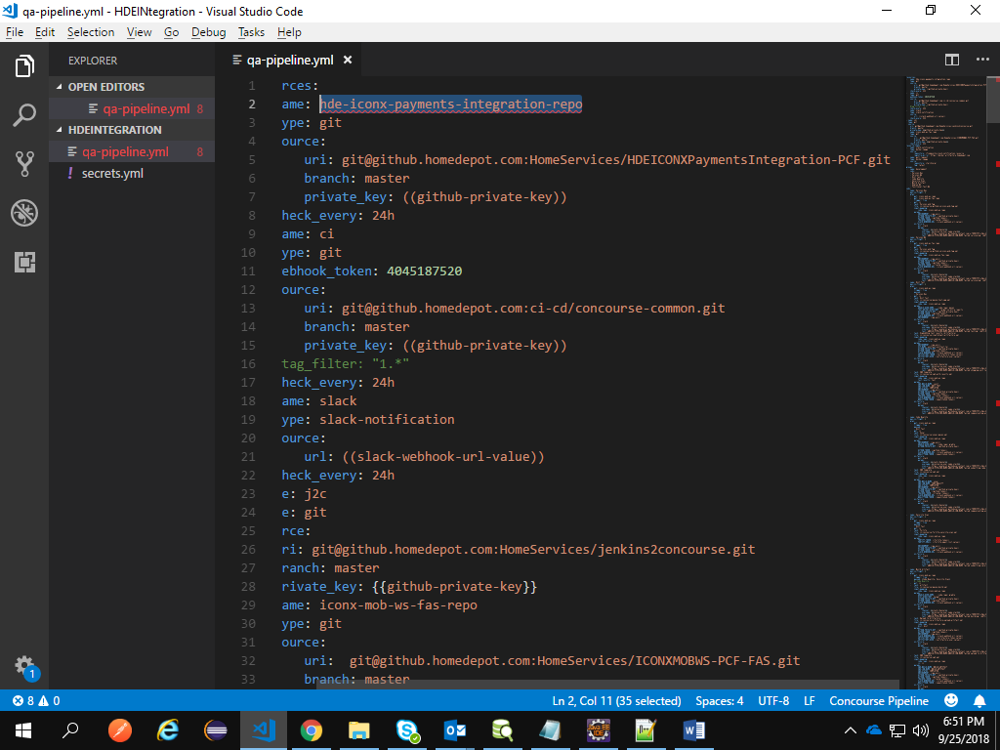 qa-pipeline.yml - HDEINtegration - Visual Studio Code
File Edit Selection View Go Debug Tasks Help
EXPLORER
qa-pipeline.yml
OPEN EDITORS
qa-pipeline.yml 8
HDEINTEGRATION
qa-pipeline.yml 8
secrets.yml
1 rces:
2 ame: hde-iconx-payments-integration-repo
3 ype: git
4 ource:
5 uri: git@github.homedepot.com:HomeServices/HDEICONXPaymentsIntegration-PCF.git
6 branch: master
7 private_key: ((github-private-key))
8 heck_every: 24h
9 ame: ci
10 ype: git
11 ebhook_token: 4045187520
12 ource:
13 uri: git@github.homedepot.com:ci-cd/concourse-common.git
14 branch: master
15 private_key: ((github-private-key))
16 tag_filter: "1.*"
17 heck_every: 24h
18 ame: slack
19 ype: slack-notification
20 ource:
21 url: ((slack-webhook-url-value))
22 heck_every: 24h
23 e: j2c
24 e: git
25 rce:
26 ri: git@github.homedepot.com:HomeServices/jenkins2concourse.git
27 ranch: master
28 rivate_key: {{github-private-key}}
29 ame: iconx-mob-ws-fas-repo
30 ype: git
31 ource:
32 uri: git@github.homedepot.com:HomeServices/ICONXMOBWS-PCF-FAS.git
33 branch: master
1
8 0
Ln 2, Col 11 (35 selected) Spaces: 4 UTF-8 LF Concourse Pipeline
6:51 PM
9/25/2018